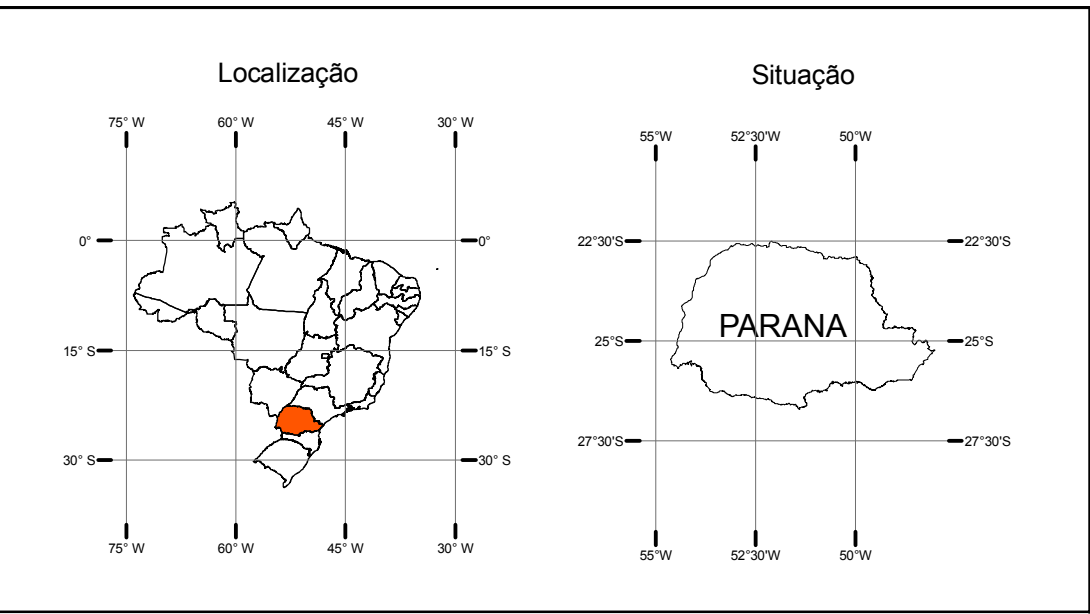 Localização
75° W 60° W 45° W 30° W
0° 0°
15° S 15° S
30° S 30° S
75° W 60° W 45° W 30° W
Situação
55°W 52°30'W 50°W
22°30'S 22°30'S
PARANA
25°S 25°S
27°30'S 27°30'S
55°W 52°30'W 50°W